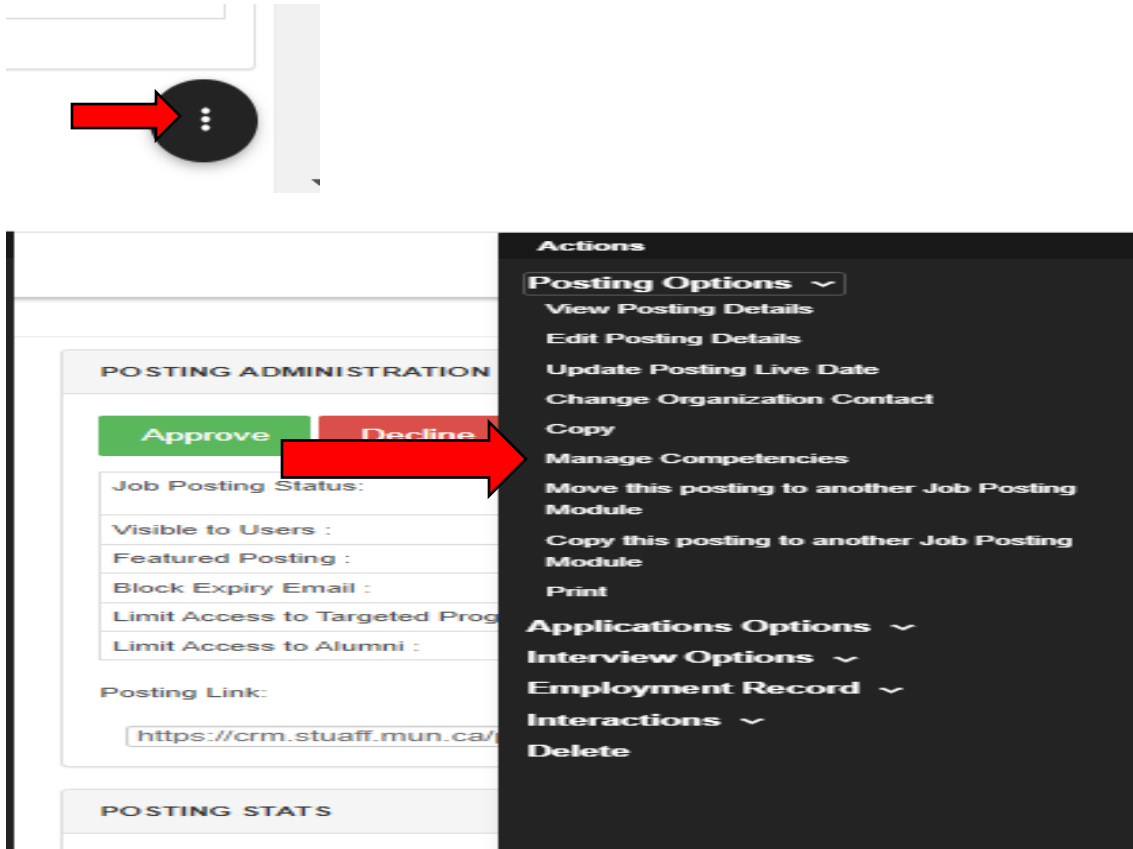 Actions
Posting Options
View Posting Details
Edit Posting Details
Update Posting Live Date
Change Organization Contact
Copy
Manage Competencies
Move this posting to another Job Posting
Module
Copy this posting to another Job Posting
Module
Print
Applications Options
Interview Options
Employment Record
Interactions
Delete
POSTING ADMINISTRATION
Approve
Decline
Job Posting Status:
Visible to Users :
Featured Posting :
Block Expiry Email :
Limit Access to Targeted Prog
Limit Access to Alumni :
Posting Link:
https://crm.stuaff.mun.ca/
POSTING STATS